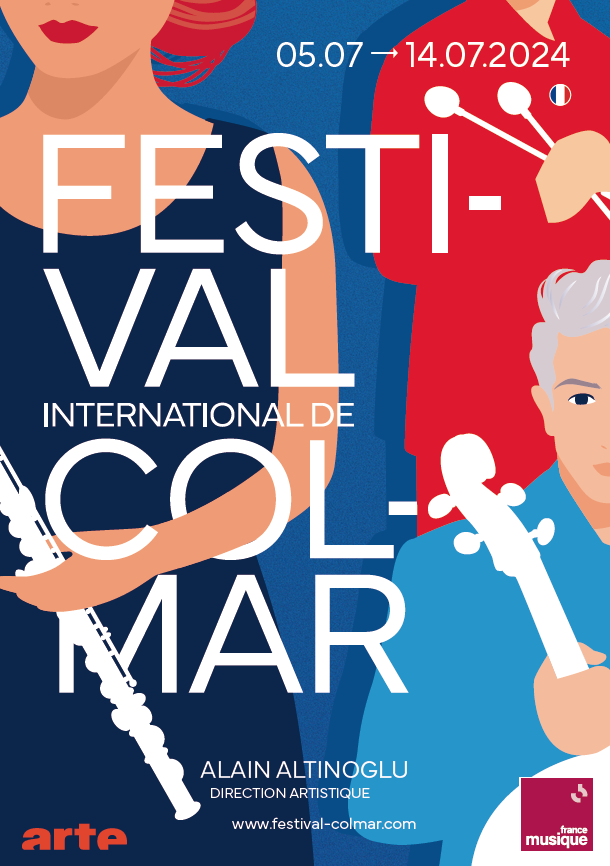 05.07 → 14.07.2024
FESTI-
VAL
INTERNATIONAL DE
COL-
MAR
ALAIN ALTINOGLU
DIRECTION ARTISTIQUE
www.festival-colmar.com
arte
france
musique